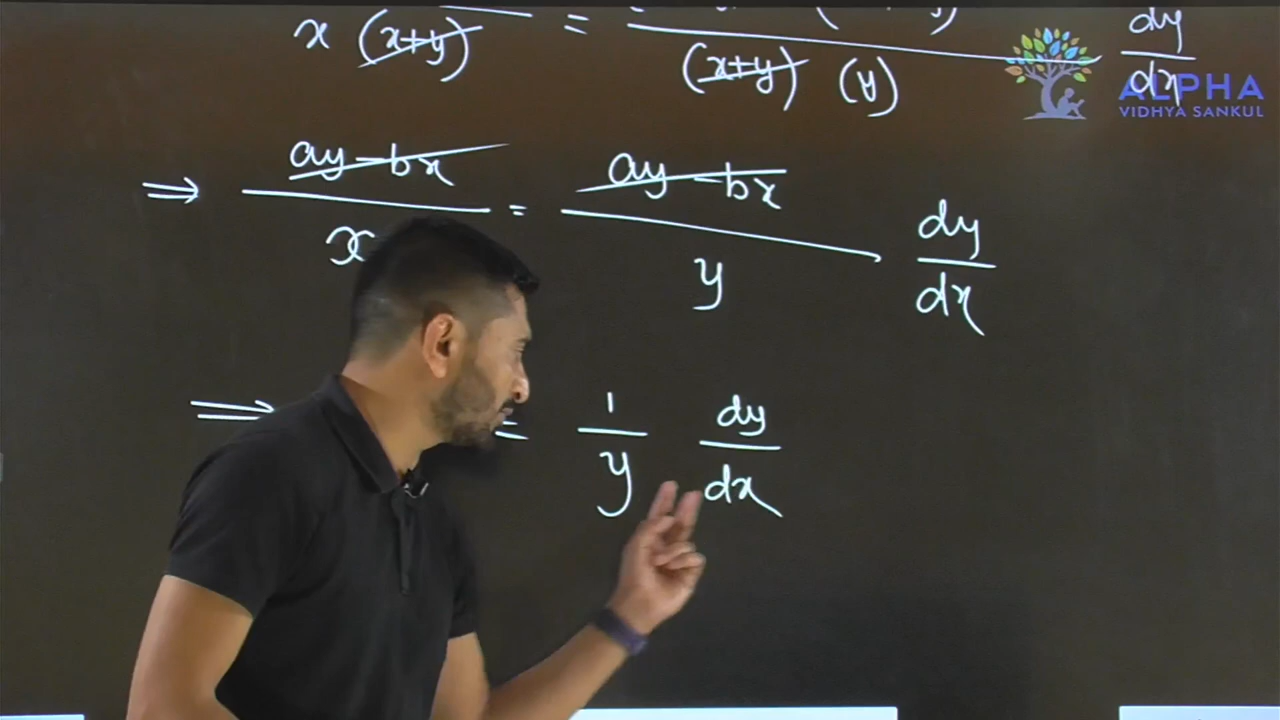 x (x+y) = (x+y) (y) dy/dx
ALPHA
VIDHYA SANKUL
⇒ ay-bx/x = ay-bx/y dy/dx
⇒ = 1/y dy/dx